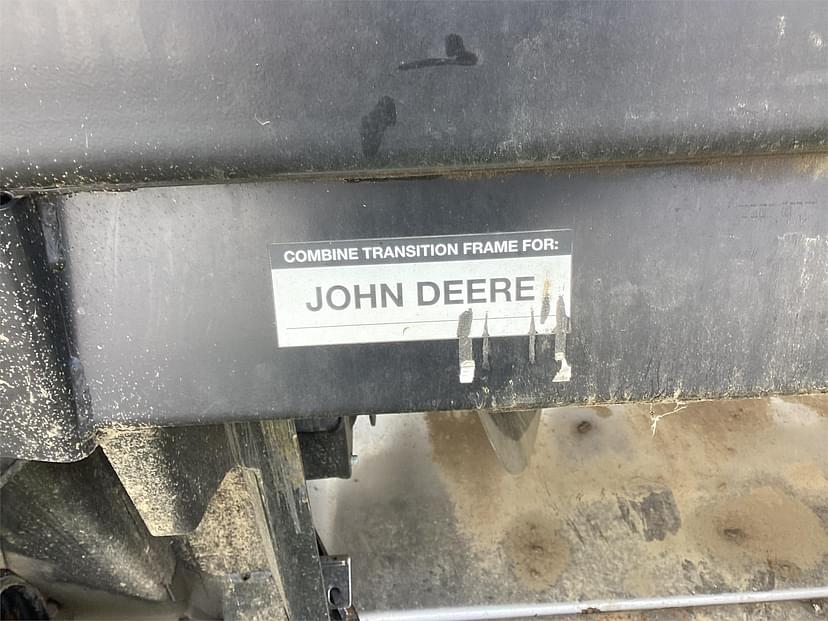 COMBINE TRANSITION FRAME FOR:
JOHN DEERE